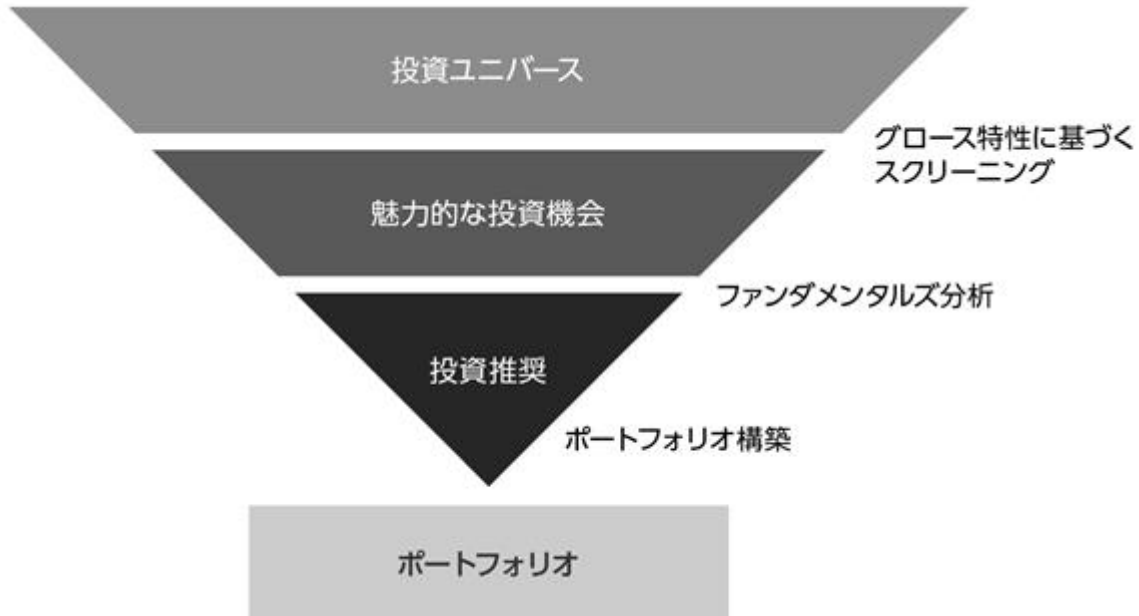 投資ユニバース
グロース特性に基づく
スクリーニング
魅力的な投資機会
ファンダメンタルズ分析
投資推奨
ポートフォリオ構築
ポートフォリオ